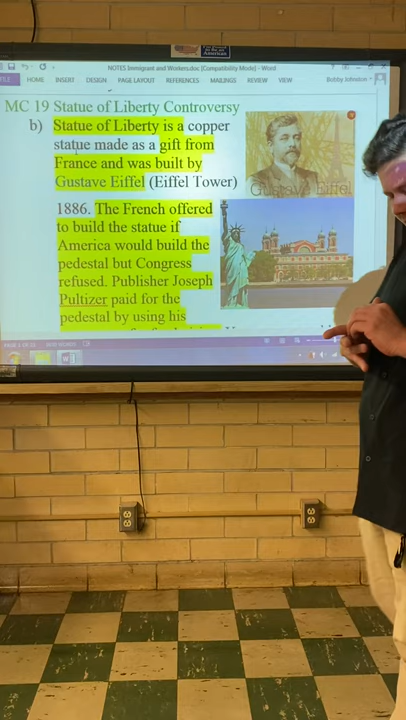 NOTES Immigrant and Workers.doc [Compatibility Mode] - Word
HOME INSERT DESIGN PAGE LAYOUT REFERENCES MAILINGS REVIEW VIEW Bobby Johnston
MC 19 Statue of Liberty Controversy
b) Statue of Liberty is a copper
statue made as a gift from
France and was built by
Gustave Eiffel (Eiffel Tower)
Gustave Eiffel
1886. The French offered
to build the statue if
America would build the
pedestal but Congress
refused. Publisher Joseph
Pultizer paid for the
pedestal by using his